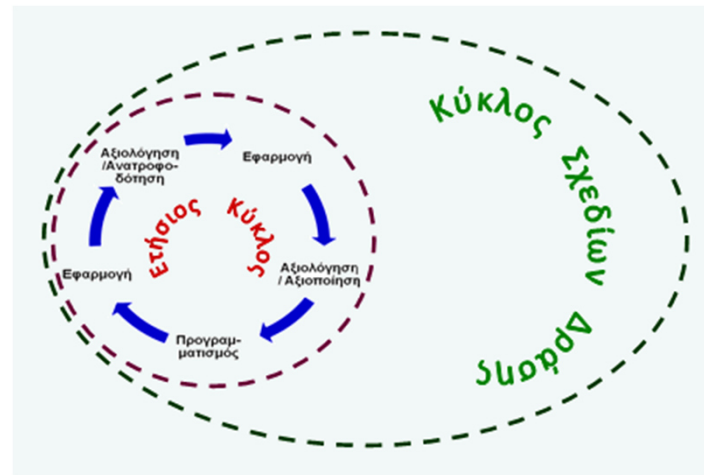 Κύκλος Σχεδίων Δράσης
Αξιολόγηση
/Ανατροφο-
δότηση
Εφαρμογή
Ετήσιος Κύκλος
Εφαρμογή
Αξιολόγηση
/ Αξιοποίηση
Προγραμ-
ματισμός